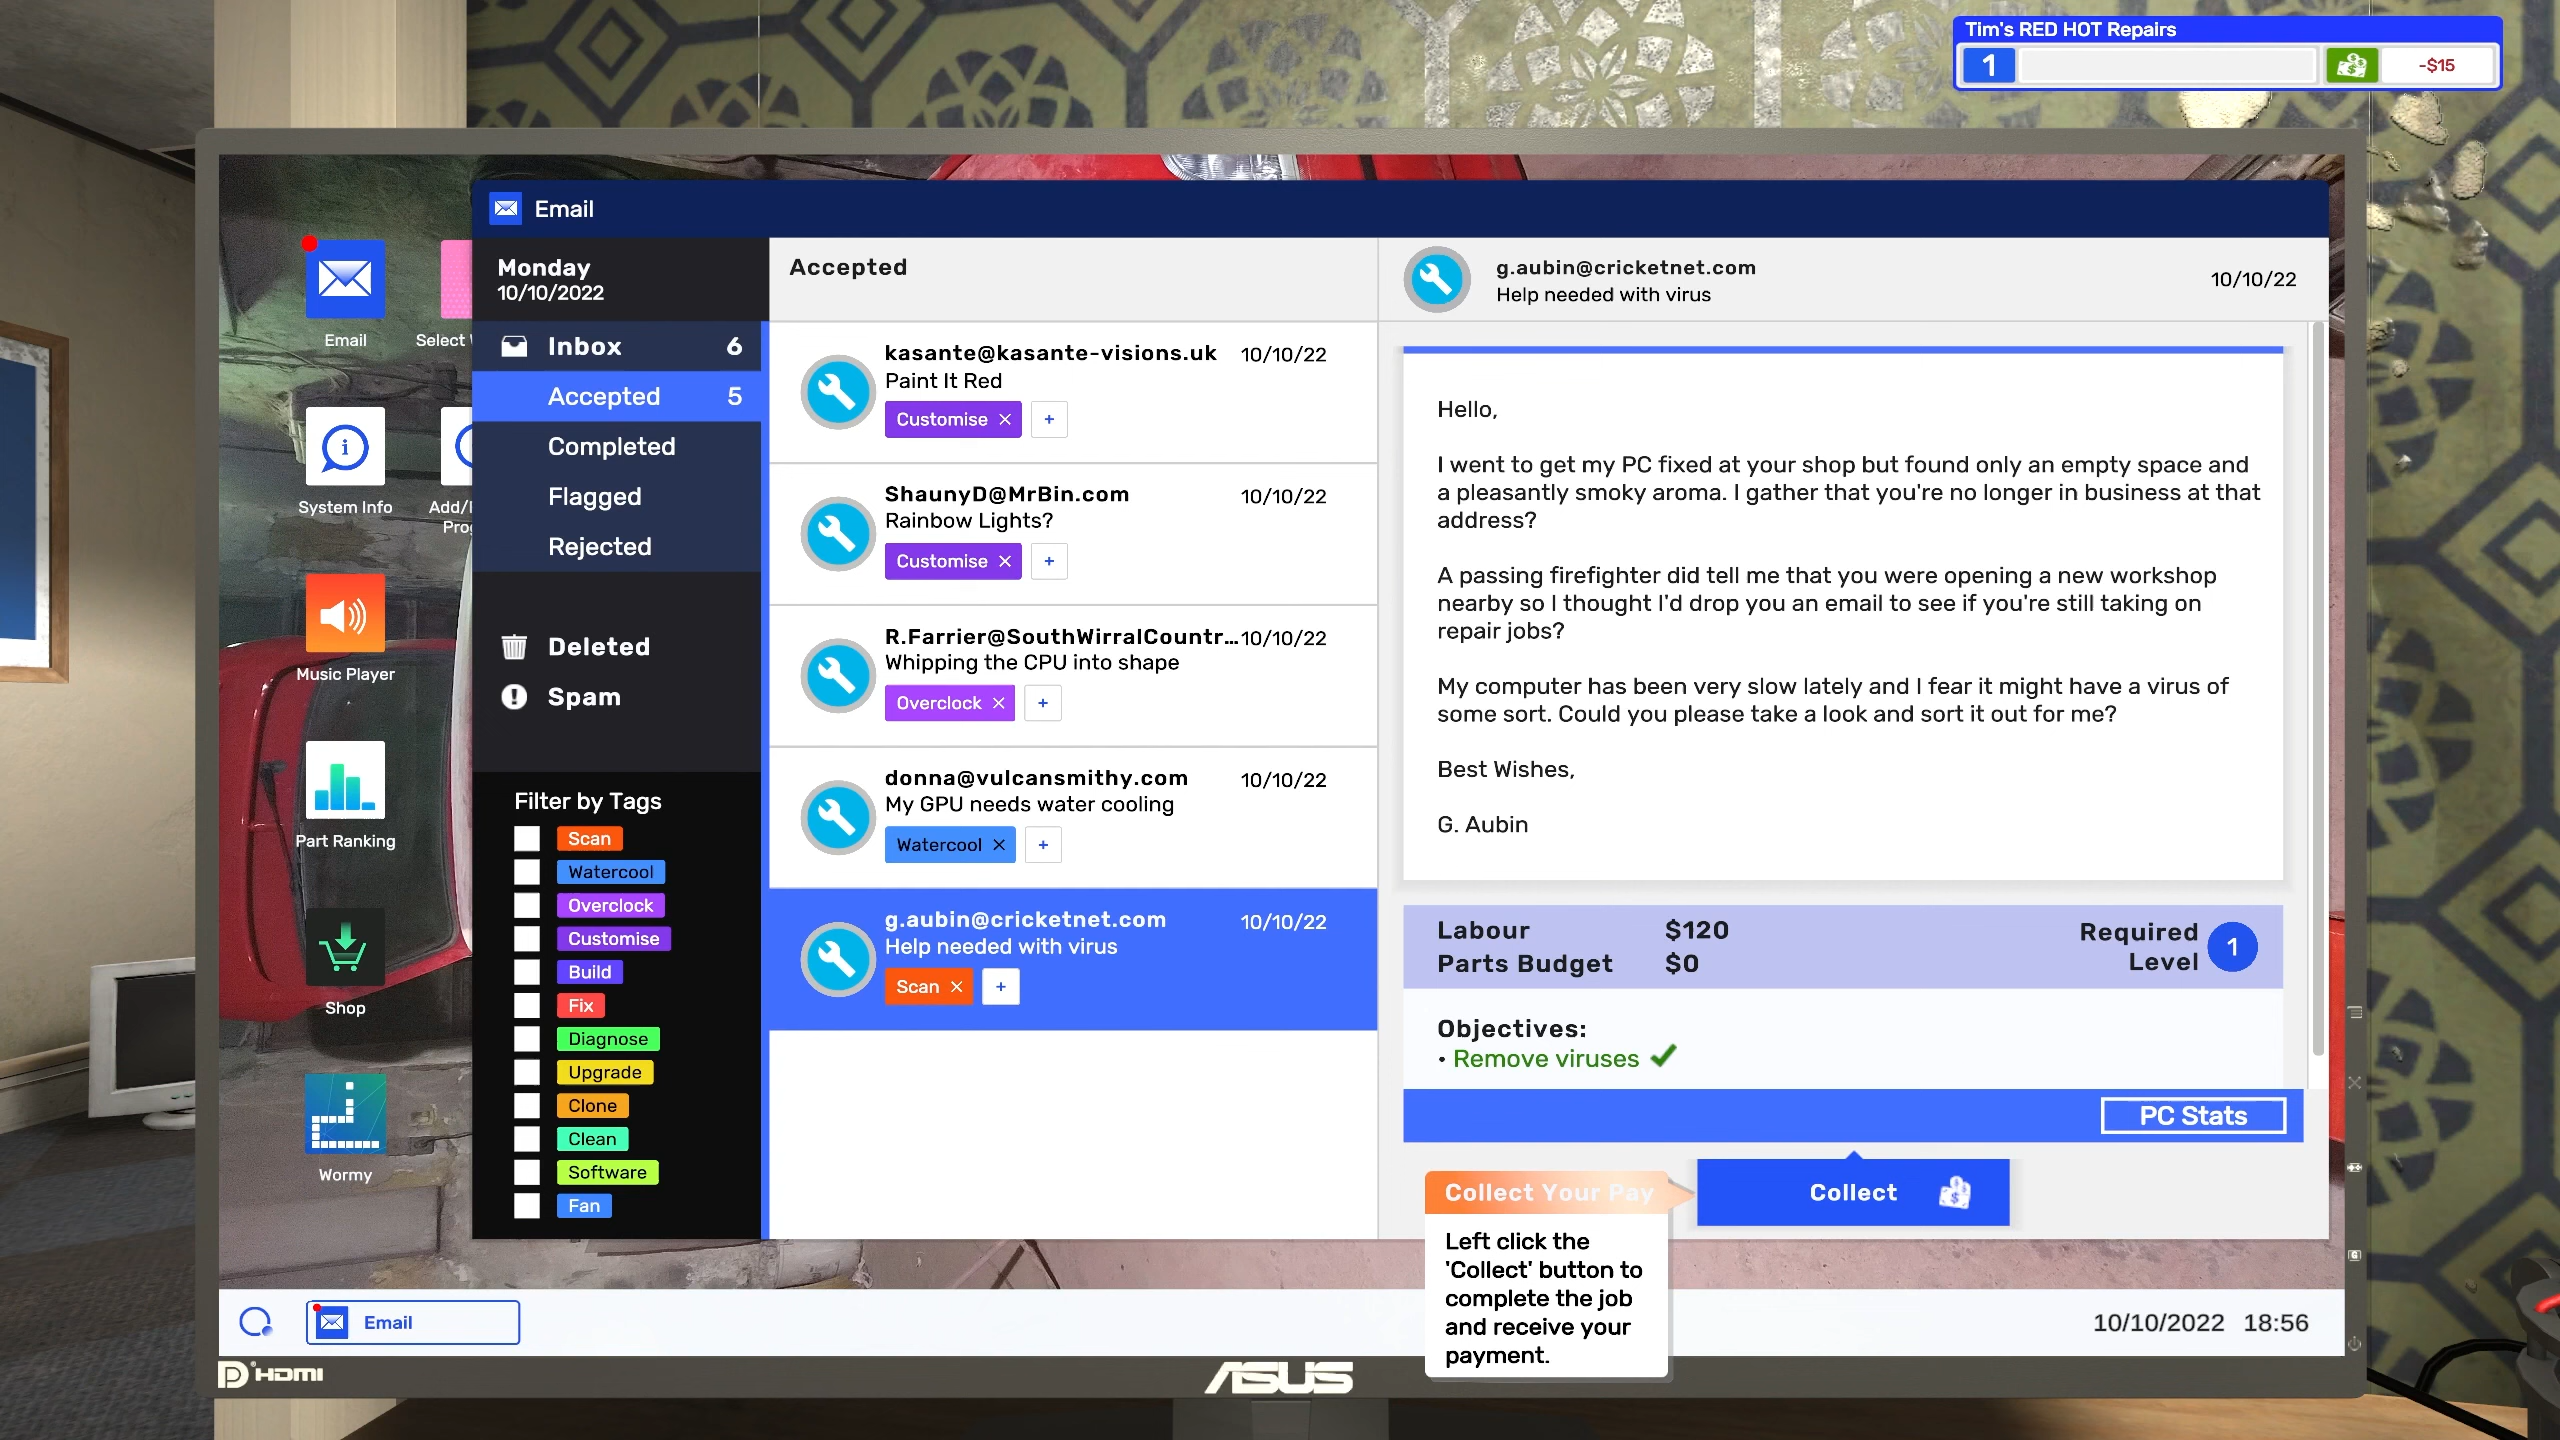 Tim's RED HOT Repairs
1
-$15
Email
Email
Select
System Info
Add/
Pro
Music Player
Part Ranking
Shop
Wormy
Monday
10/10/2022
Inbox 6
Accepted 5
Completed
Flagged
Rejected
Deleted
Spam
Filter by Tags
Scan
Watercool
Overclock
Customise
Build
Fix
Diagnose
Upgrade
Clone
Clean
Software
Fan
Accepted
kasante@kasante-visions.uk 10/10/22
Paint It Red
Customise × +
ShaunyD@MrBin.com 10/10/22
Rainbow Lights?
Customise × +
R.Farrier@SouthWirralCountr... 10/10/22
Whipping the CPU into shape
Overclock × +
donna@vulcansmithy.com 10/10/22
My GPU needs water cooling
Watercool × +
g.aubin@cricketnet.com 10/10/22
Help needed with virus
Scan × +
g.aubin@cricketnet.com 10/10/22
Help needed with virus
Hello,
I went to get my PC fixed at your shop but found only an empty space and
a pleasantly smoky aroma. I gather that you're no longer in business at that
address?
A passing firefighter did tell me that you were opening a new workshop
nearby so I thought I'd drop you an email to see if you're still taking on
repair jobs?
My computer has been very slow lately and I fear it might have a virus of
some sort. Could you please take a look and sort it out for me?
Best Wishes,
G. Aubin
Labour $120
Parts Budget $0
Required
Level
1
Objectives:
• Remove viruses
PC Stats
Collect
Collect Your Pay
Left click the
'Collect' button to
complete the job
and receive your
payment.
Email
10/10/2022 18:56
HDMI
ASUS